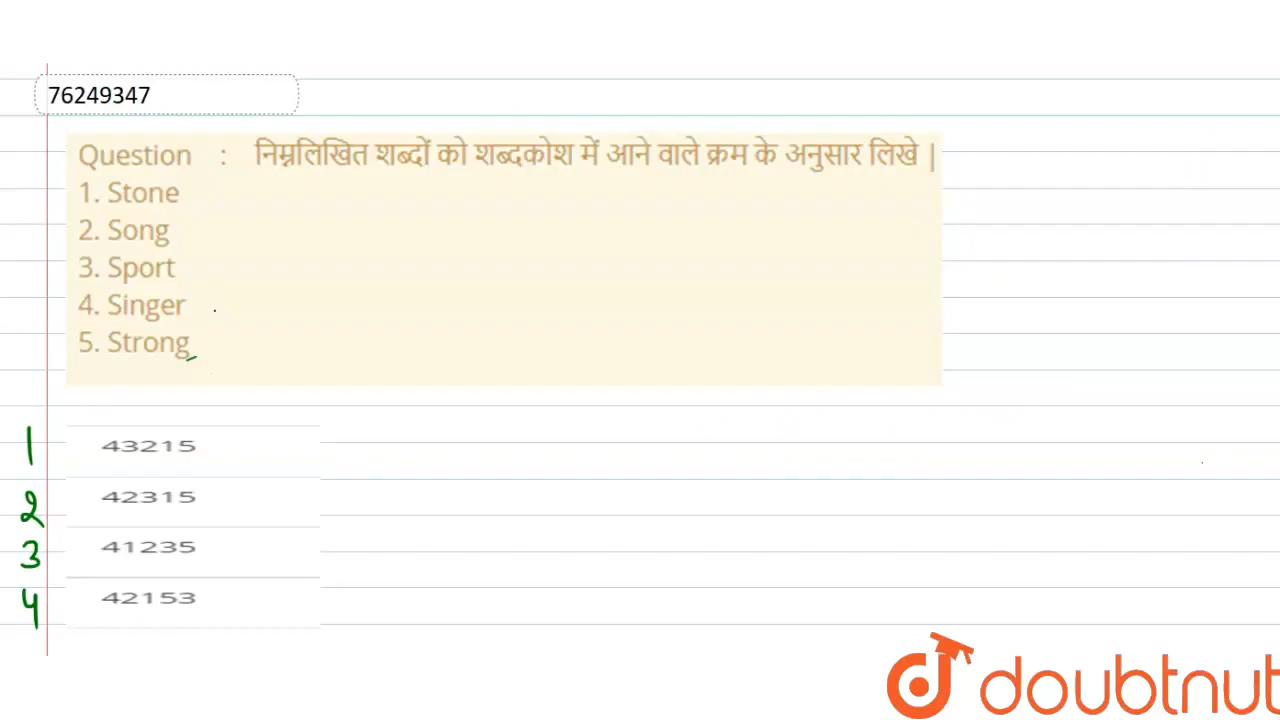 76249347
Question : निम्नलिखित शब्दों को शब्दकोश में आने वाले क्रम के अनुसार लिखे |
1. Stone
2. Song
3. Sport
4. Singer
5. Strong
1 43215
2 42315
3 41235
4 42153
doubtnut